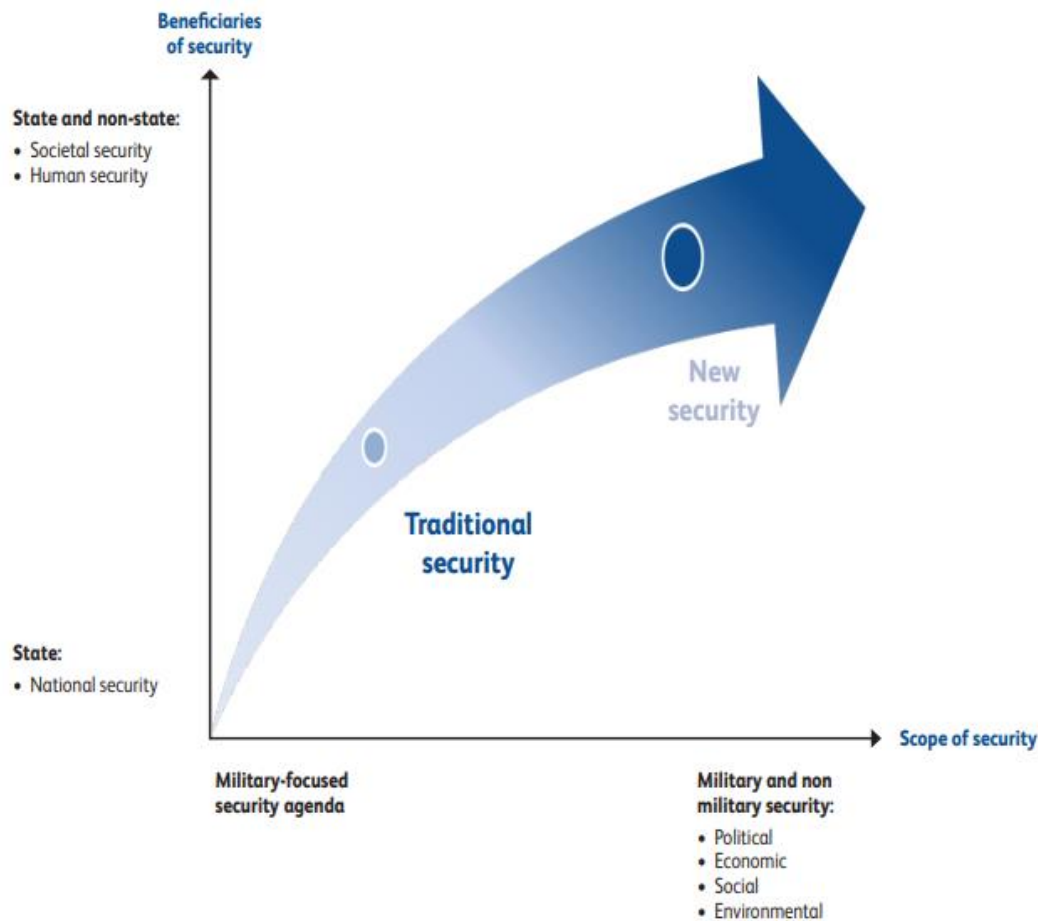 Beneficiaries
of security
State and non-state:
• Societal security
• Human security
New
security
Traditional
security
State:
• National security
Scope of security
Military-focused
security agenda
Military and non
military security:
• Political
• Economic
• Social
• Environmental